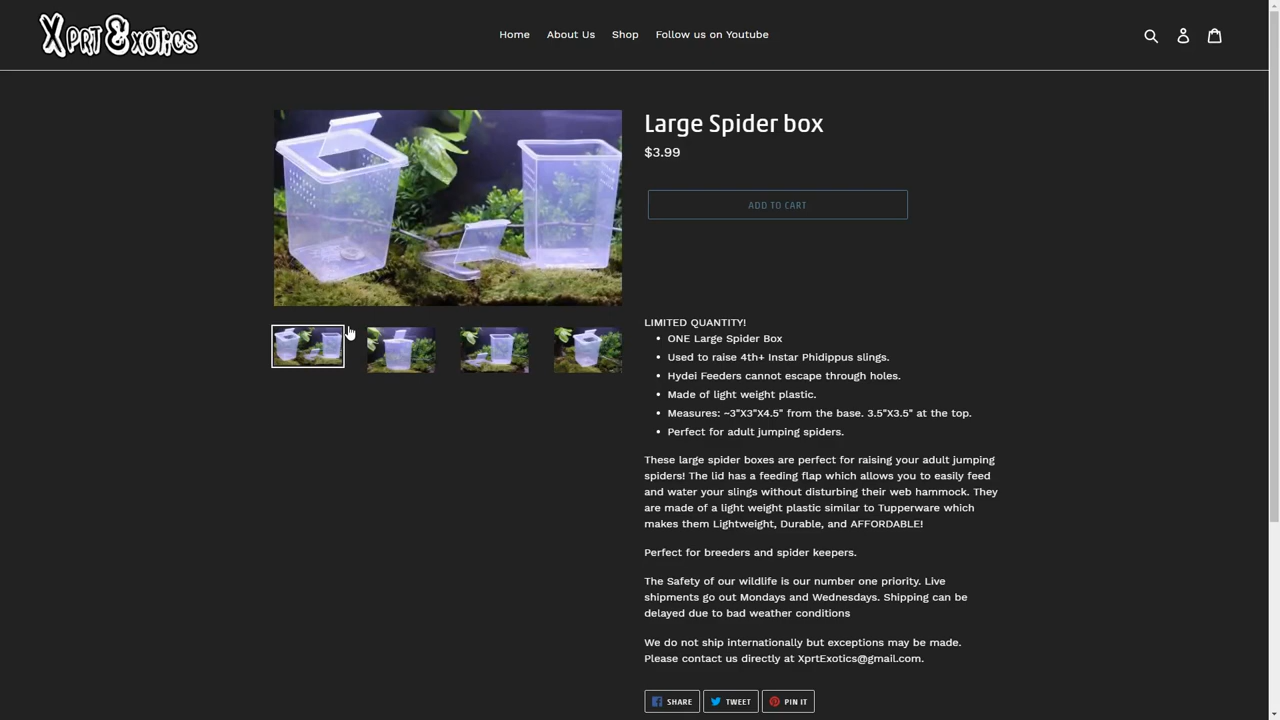 Xprt Exotics
Home
About Us
Shop
Follow us on Youtube
Large Spider box
$3.99
ADD TO CART
LIMITED QUANTITY!
• ONE Large Spider Box
• Used to raise 4th+ Instar Phidippus slings.
• Hydei Feeders cannot escape through holes.
• Made of light weight plastic.
• Measures: ~3"X3"X4.5" from the base. 3.5"X3.5" at the top.
• Perfect for adult jumping spiders.
These large spider boxes are perfect for raising your adult jumping
spiders! The lid has a feeding flap which allows you to easily feed
and water your slings without disturbing their web hammock. They
are made of a light weight plastic similar to Tupperware which
makes them Lightweight, Durable, and AFFORDABLE!
Perfect for breeders and spider keepers.
The Safety of our wildlife is our number one priority. Live
shipments go out Mondays and Wednesdays. Shipping can be
delayed due to bad weather conditions
We do not ship internationally but exceptions may be made.
Please contact us directly at XprtExotics@gmail.com.
SHARE
TWEET
PIN IT